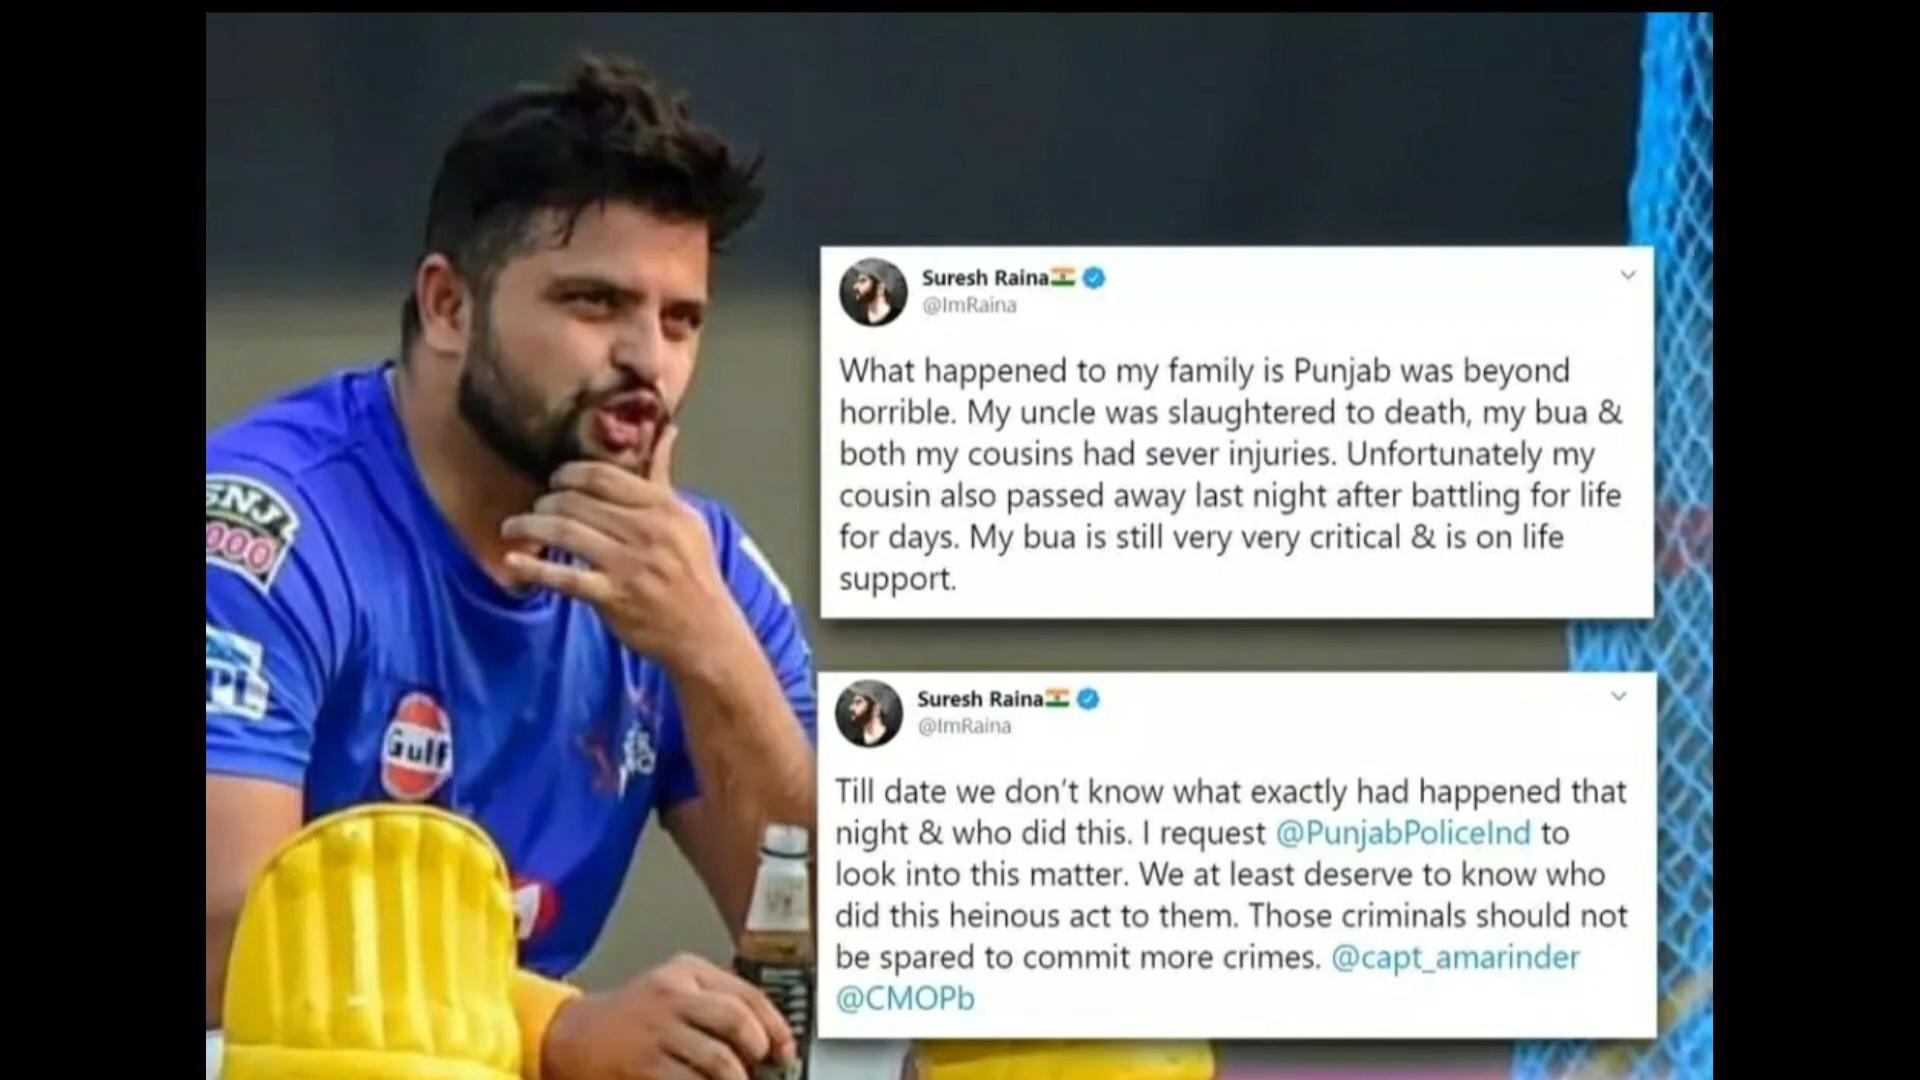 SNJ
000
PL
Gulf
Suresh Raina
@ImRaina
What happened to my family is Punjab was beyond
horrible. My uncle was slaughtered to death, my bua &
both my cousins had sever injuries. Unfortunately my
cousin also passed away last night after battling for life
for days. My bua is still very very critical & is on life
support.
Suresh Raina
@ImRaina
Till date we don't know what exactly had happened that
night & who did this. I request @PunjabPoliceInd to
look into this matter. We at least deserve to know who
did this heinous act to them. Those criminals should not
be spared to commit more crimes. @capt_amarinder
@CMOPb